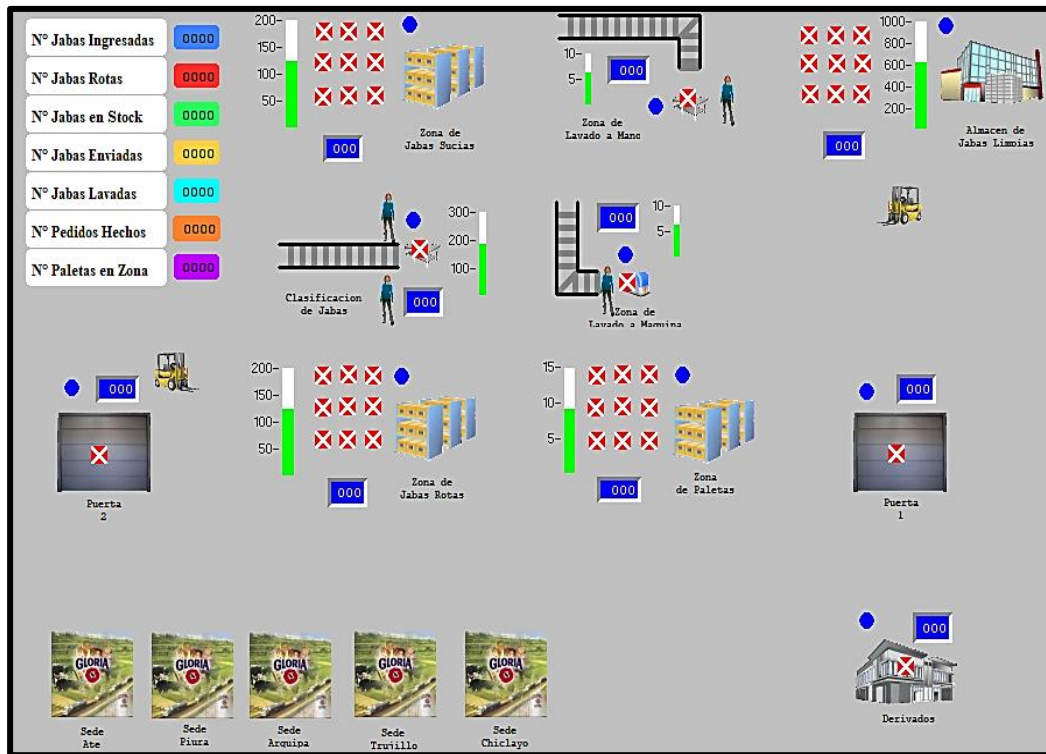 N° Jabas Ingresadas 0000
N° Jabas Rotas 0000
N° Jabas en Stock 0000
N° Jabas Enviadas 0000
N° Jabas Lavadas 0000
N° Pedidos Hechos 0000
N° Paletas en Zona 0000
200-
150-
100-
50-
000
Zona de
Jabas Sucias
10-
5-
000
Zona de
Lavado a Mano
1000-
800-
600-
400-
200-
000
Almacen de
Jabas Limpias
300-
200-
100-
000
Clasificacion
de Jabas
000
10-
5-
Zona de
Lavado a Maquina
000
Puerta
2
200-
150-
100-
50-
000
Zona de
Jabas Rotas
15-
10-
5-
000
Zona
de Paletas
000
Puerta
1
GLORIA
Sede
Ate
GLORIA
Sede
Piura
GLORIA
Sede
Arquipa
GLORIA
Sede
Trujillo
GLORIA
Sede
Chiclayo
000
Derivados